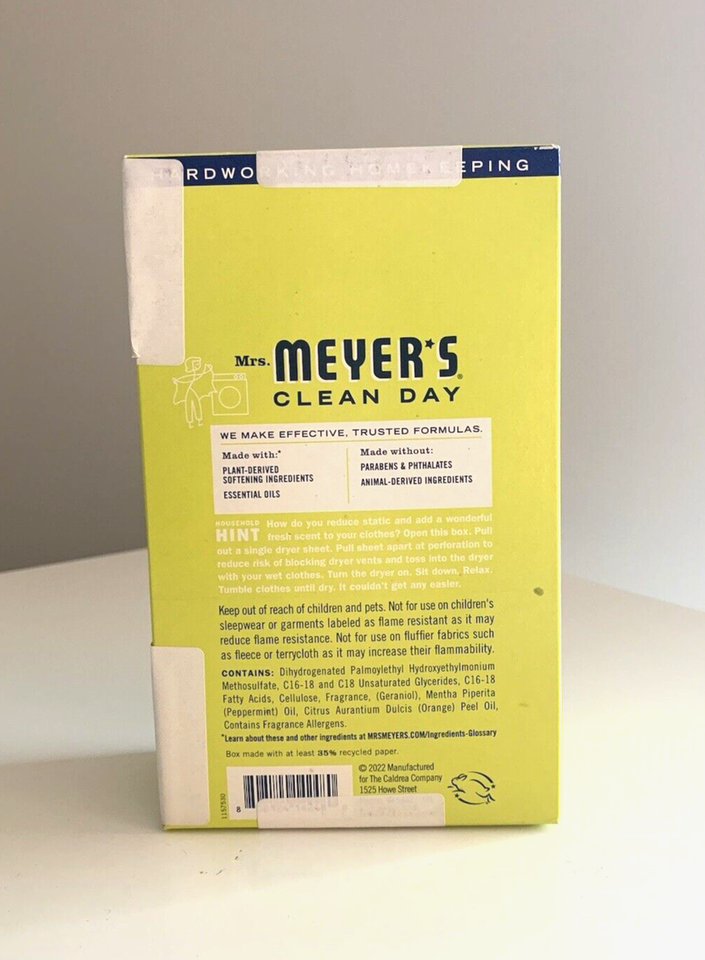 HARDWORKING HOMEKEEPING
Mrs. MEYER'S®
CLEAN DAY
WE MAKE EFFECTIVE, TRUSTED FORMULAS.
Made with:*
PLANT-DERIVED
SOFTENING INGREDIENTS
ESSENTIAL OILS
Made without:
PARABENS & PHTHALATES
ANIMAL-DERIVED INGREDIENTS
HOUSEHOLD
HINT
How do you reduce static and add a wonderful
fresh scent to your clothes? Open this box. Pull
out a single dryer sheet. Pull sheet apart at perforation to
reduce risk of blocking dryer vents and toss into the dryer
with your wet clothes. Turn the dryer on. Sit down. Relax.
Tumble clothes until dry. It couldn't get any easier.
Keep out of reach of children and pets. Not for use on children's
sleepwear or garments labeled as flame resistant as it may
reduce flame resistance. Not for use on fluffier fabrics such
as fleece or terrycloth as it may increase their flammability.
CONTAINS: Dihydrogenated Palmoylethyl Hydroxyethylmonium
Methosulfate, C16-18 and C18 Unsaturated Glycerides, C16-18
Fatty Acids, Cellulose, Fragrance, (Geraniol), Mentha Piperita
(Peppermint) Oil, Citrus Aurantium Dulcis (Orange) Peel Oil,
Contains Fragrance Allergens.
*Learn about these and other ingredients at MRSMEYERS.COM/Ingredients-Glossary
Box made with at least 35% recycled paper.
1157530
8
© 2022 Manufactured
for The Caldrea Company
1525 Howe Street